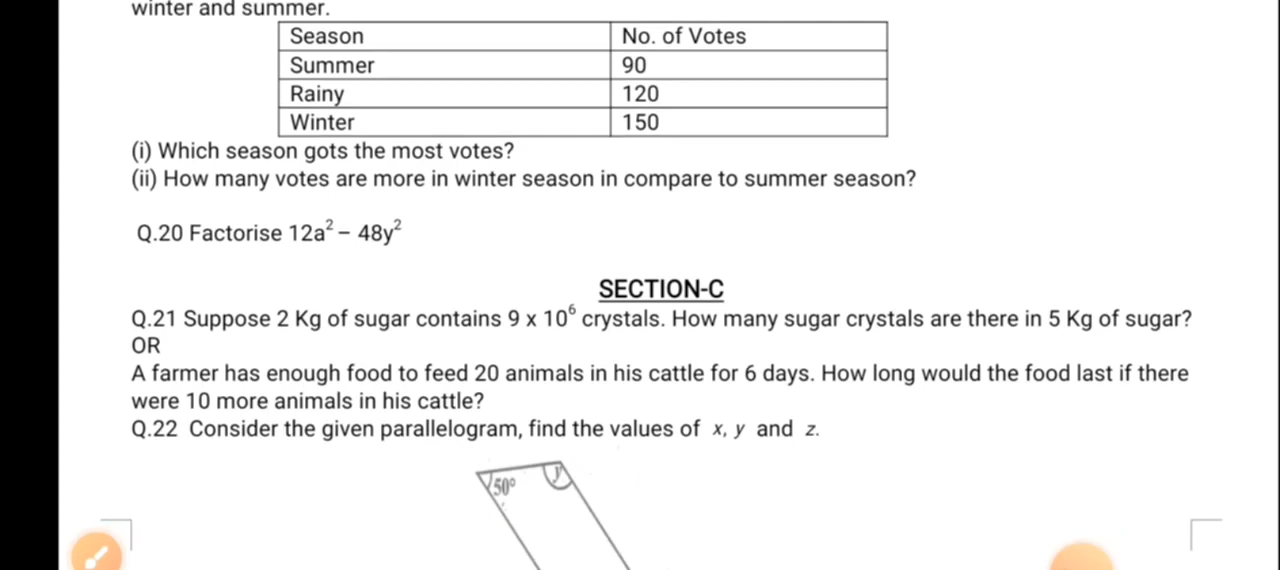 winter and summer.
Season No. of Votes
Summer 90
Rainy 120
Winter 150
(i) Which season gots the most votes?
(ii) How many votes are more in winter season in compare to summer season?
Q.20 Factorise 12a² – 48y²
SECTION-C
Q.21 Suppose 2 Kg of sugar contains 9 x 10⁶ crystals. How many sugar crystals are there in 5 Kg of sugar?
OR
A farmer has enough food to feed 20 animals in his cattle for 6 days. How long would the food last if there
were 10 more animals in his cattle?
Q.22 Consider the given parallelogram, find the values of x, y and z.
50° y